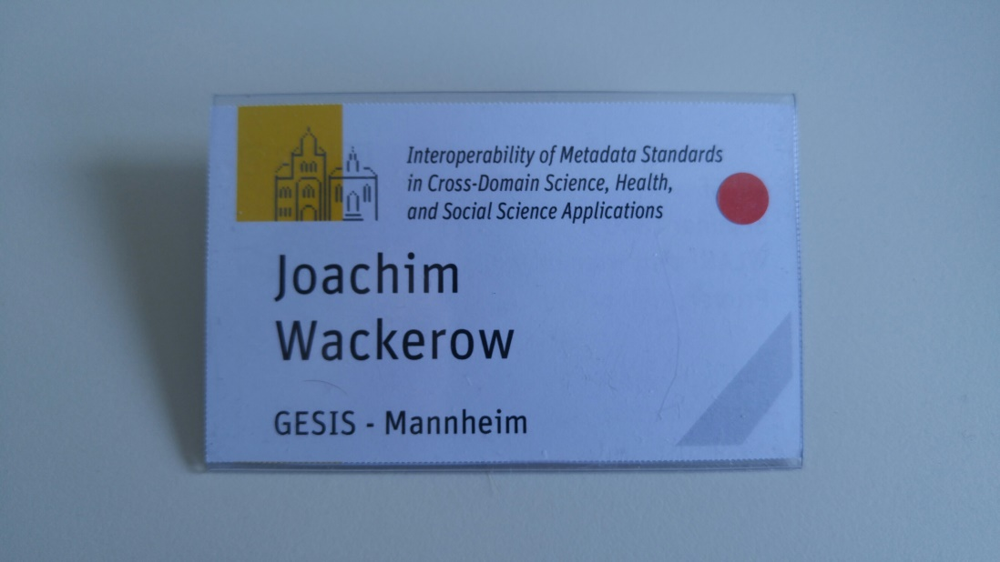 Interoperability of Metadata Standards
in Cross-Domain Science, Health,
and Social Science Applications
Joachim
Wackerow
GESIS - Mannheim